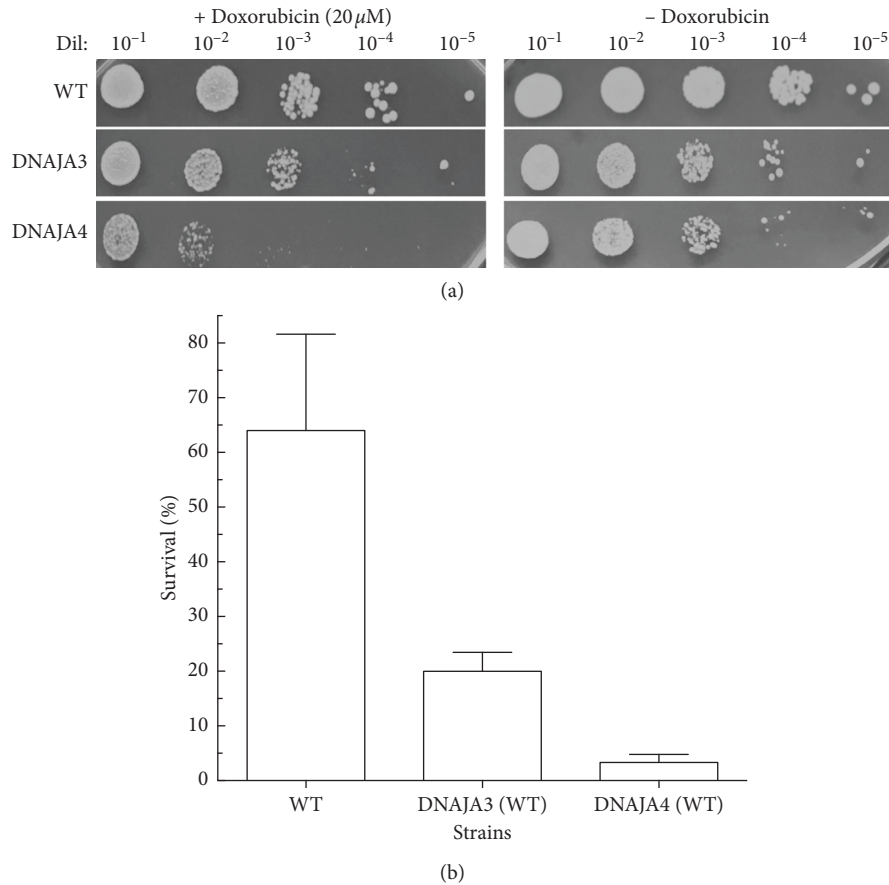 + Doxorubicin (20 μM) – Doxorubicin
Dil: 10⁻¹ 10⁻² 10⁻³ 10⁻⁴ 10⁻⁵ 10⁻¹ 10⁻² 10⁻³ 10⁻⁴ 10⁻⁵
WT
DNAJA3
DNAJA4
(a)
80
70
60
50
40
30
20
10
0
Survival (%)
WT DNAJA3 (WT) DNAJA4 (WT)
Strains
(b)